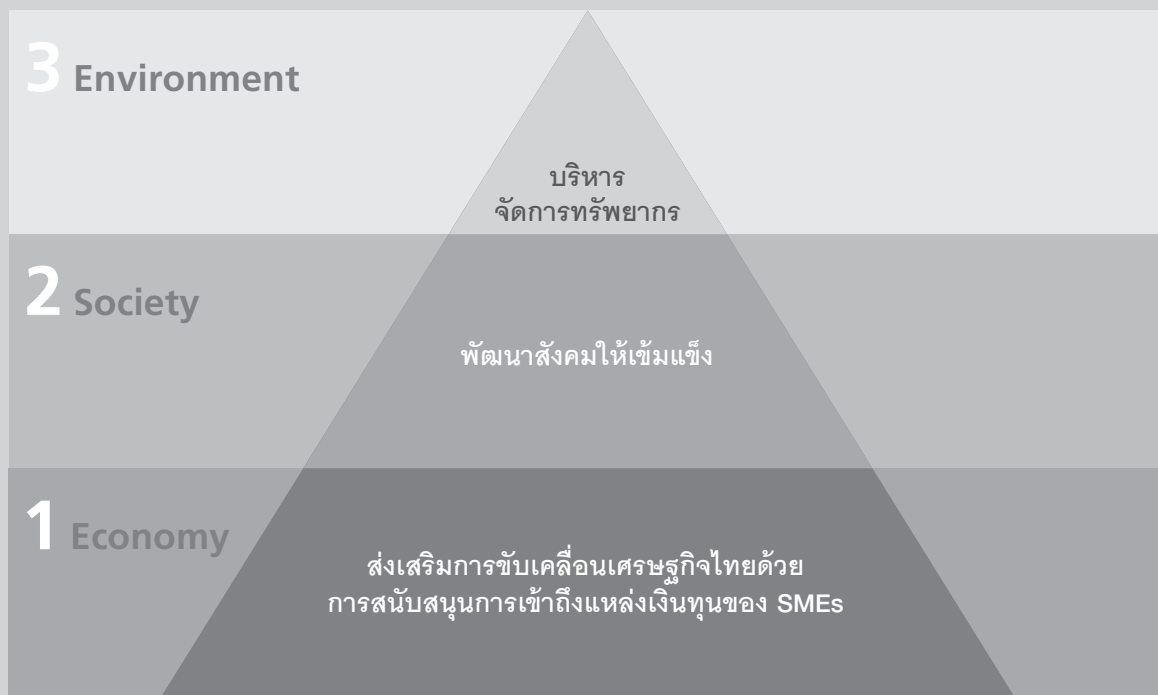 3 Environment
บริหาร
จัดการทรัพยากร
2 Society
พัฒนาสังคมให้เข้มแข็ง
1 Economy
ส่งเสริมการขับเคลื่อนเศรษฐกิจไทยด้วย
การสนับสนุนการเข้าถึงแหล่งเงินทุนของ SMEs